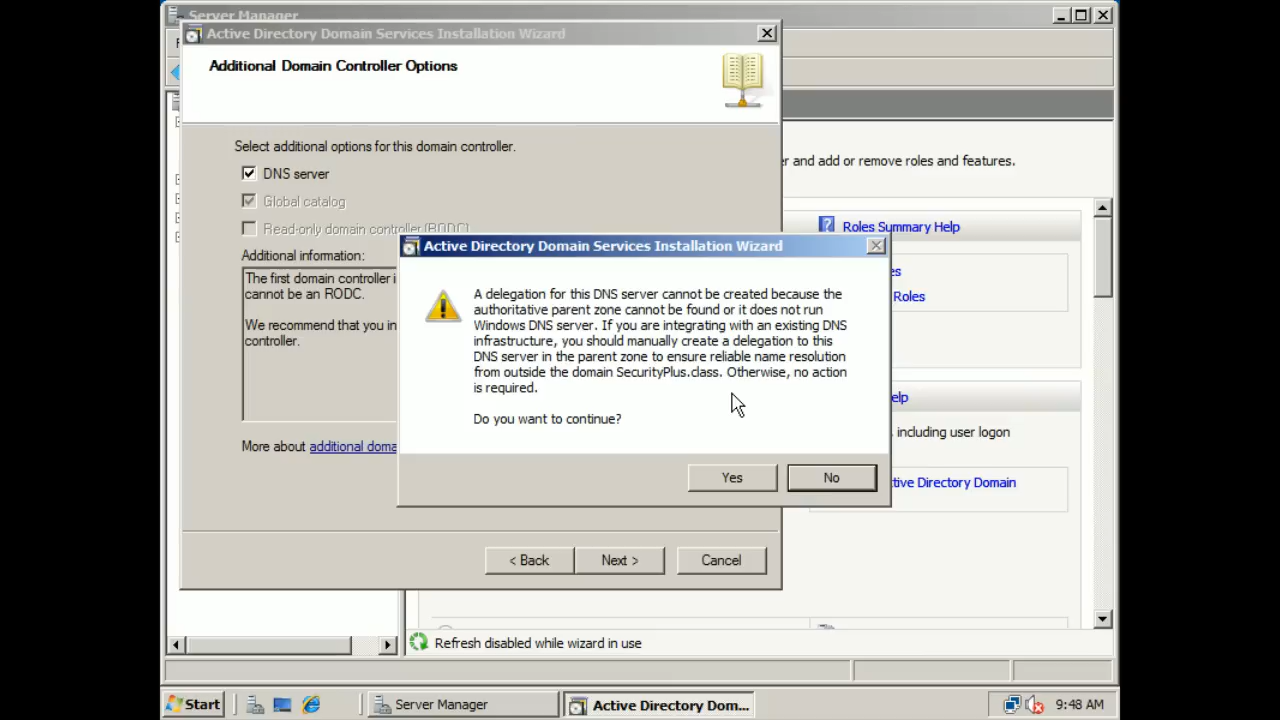 Server Manager
Active Directory Domain Services Installation Wizard
Additional Domain Controller Options
Select additional options for this domain controller.
DNS server
Global catalog
Read-only domain controller (RODC)
Additional information:
The first domain controller i
cannot be an RODC.
We recommend that you in
controller.
More about additional doma
< Back
Next >
Cancel
Active Directory Domain Services Installation Wizard
A delegation for this DNS server cannot be created because the
authoritative parent zone cannot be found or it does not run
Windows DNS server. If you are integrating with an existing DNS
infrastructure, you should manually create a delegation to this
DNS server in the parent zone to ensure reliable name resolution
from outside the domain SecurityPlus.class. Otherwise, no action
is required.
Do you want to continue?
Yes
No
er and add or remove roles and features.
Roles Summary Help
es
Roles
elp
, including user logon
ctive Directory Domain
Refresh disabled while wizard in use
Start
Server Manager
Active Directory Dom...
9:48 AM